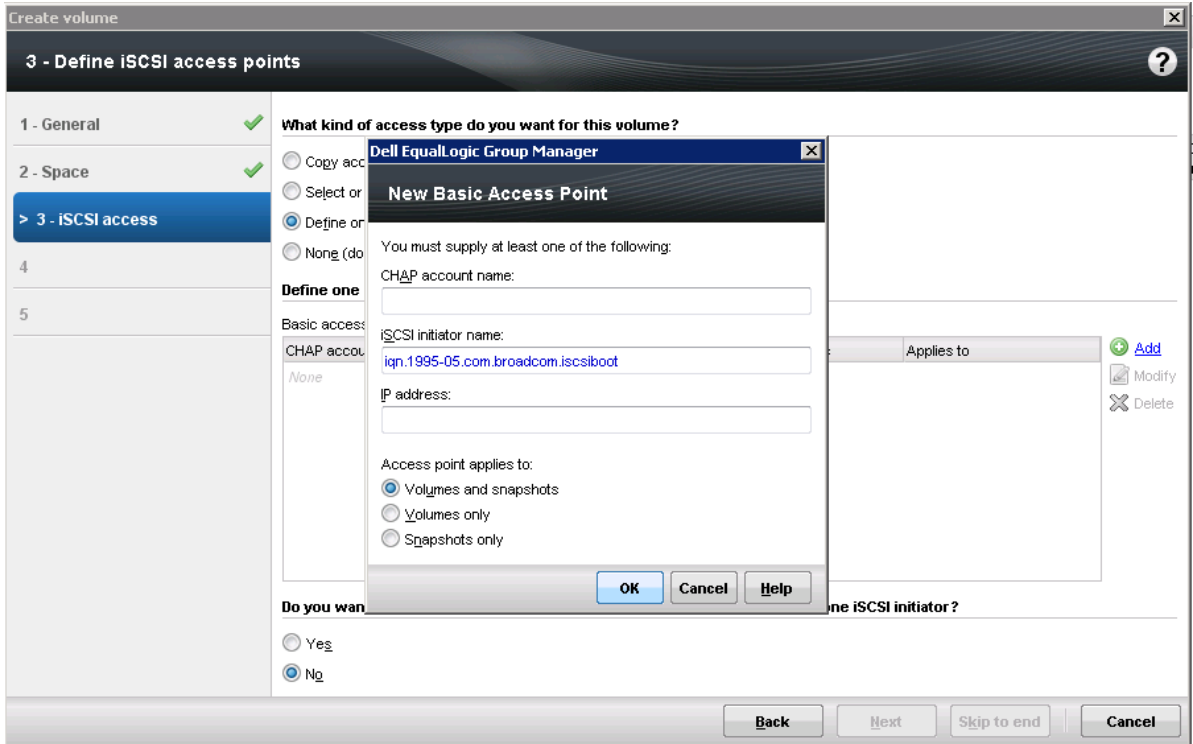 Create volume
3 - Define iSCSI access points
?
1 - General
2 - Space
> 3 - iSCSI access
4
5
What kind of access type do you want for this volume?
Copy acc
Select or
Define or
None (do
Define one
Basic access
CHAP accou
Applies to
None
Add
Modify
Delete
Dell EqualLogic Group Manager
New Basic Access Point
You must supply at least one of the following:
CHAP account name:
iSCSI initiator name:
iqn.1995-05.com.broadcom.iscsiboot
IP address:
Access point applies to:
Volumes and snapshots
Volumes only
Snapshots only
OK Cancel Help
Do you wan one iSCSI initiator?
Yes
No
Back Next Skip to end Cancel